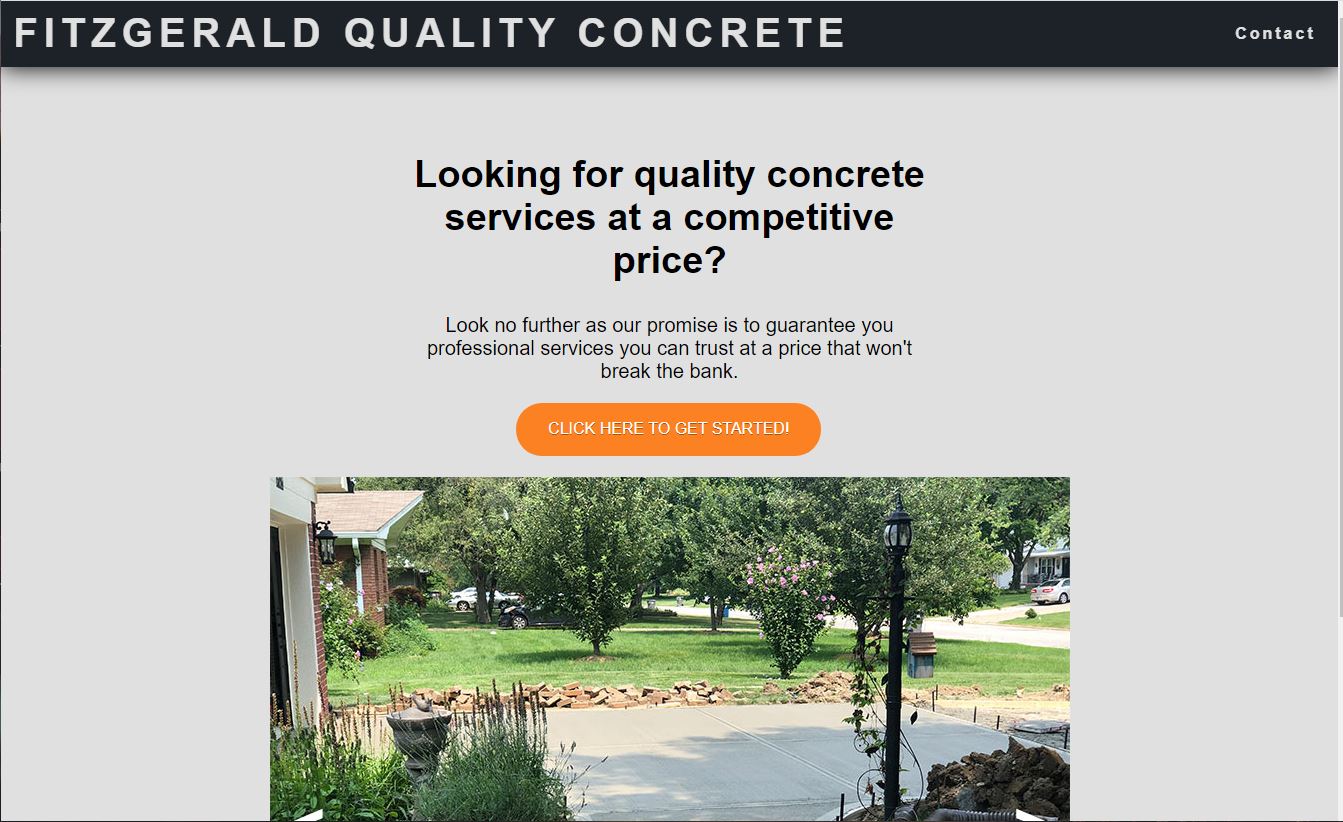 FITZGERALD QUALITY CONCRETE
Contact
Looking for quality concrete
services at a competitive
price?
Look no further as our promise is to guarantee you
professional services you can trust at a price that won't
break the bank.
CLICK HERE TO GET STARTED!